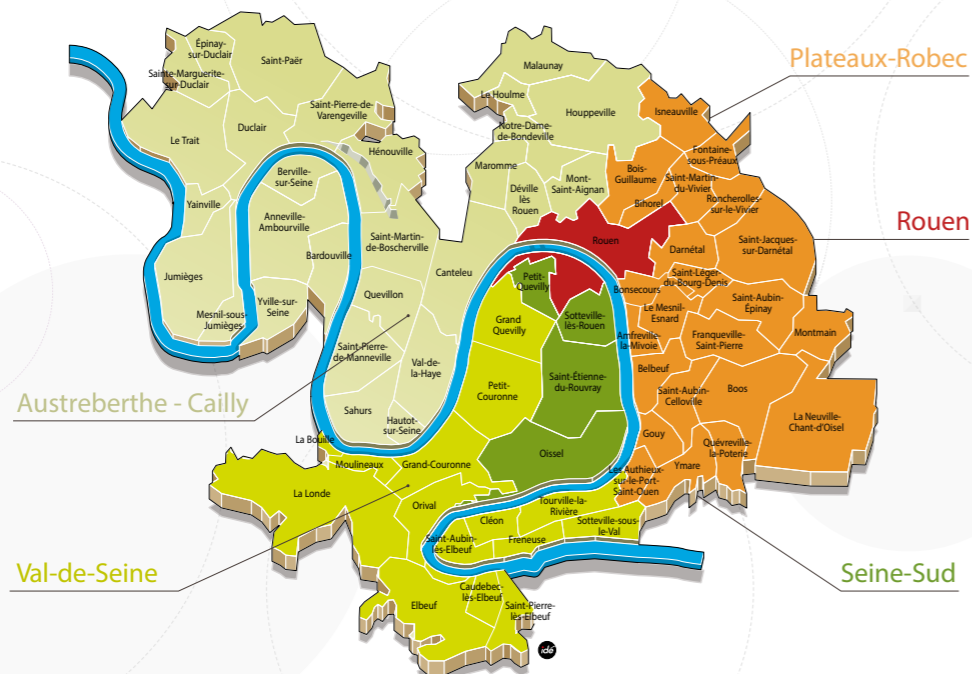 Épinay-
sur-Duclair
Saint-Paër
Sainte-Marguerite-
sur-Duclair
Saint-Pierre-de-
Varengeville
Le Trait
Duclair
Hénouville
Berville-
sur-Seine
Yainville
Anneville-
Ambourville
Bardouville
Saint-Martin-
de-Boscherville
Jumièges
Mesnil-sous-
Jumièges
Yville-sur-
Seine
Quevillon
Canteleu
Saint-Pierre-
de-Manneville
Val-de-
la-Haye
Sahurs
Hautot-
sur-Seine
Malaunay
Le Houlme
Houppeville
Notre-Dame-
de-Bondeville
Maromme
Mont-
Saint-Aignan
Déville
lès
Rouen
Austreberthe - Cailly
Plateaux-Robec
Isneauville
Fontaine-
sous-Préaux
Bois-
Guillaume
Saint-Martin-
du-Vivier
Bihorel
Roncherolles-
sur-le-Vivier
Darnétal
Saint-Jacques-
sur-Darnétal
Saint-Léger-
du-Bourg-Denis
Bonsecours
Le Mesnil-
Esnard
Saint-Aubin-
Épinay
Amfreville-
la-Mivoie
Franqueville-
Saint-Pierre
Montmain
Belbeuf
Saint-Aubin-
Celloville
Boos
La Neuville-
Chant-d'Oisel
Gouy
Quévreville-
la-Poterie
Ymare
Les Authieux-
sur-le-Port-
Saint-Ouen
Rouen
Rouen
Petit-
Quevilly
Sotteville-
lès-Rouen
Saint-Étienne-
du-Rouvray
Oissel
Seine-Sud
Grand
Quevilly
Petit-
Couronne
Grand-Couronne
La Bouille
Moulineaux
La Londe
Orival
Cléon
Tourville-la-
Rivière
Saint-Aubin-
lès-Elbeuf
Freneuse
Sotteville-sous-
le-Val
Elbeuf
Caudebec-
lès-Elbeuf
Saint-Pierre-
lès-Elbeuf
Val-de-Seine
idé